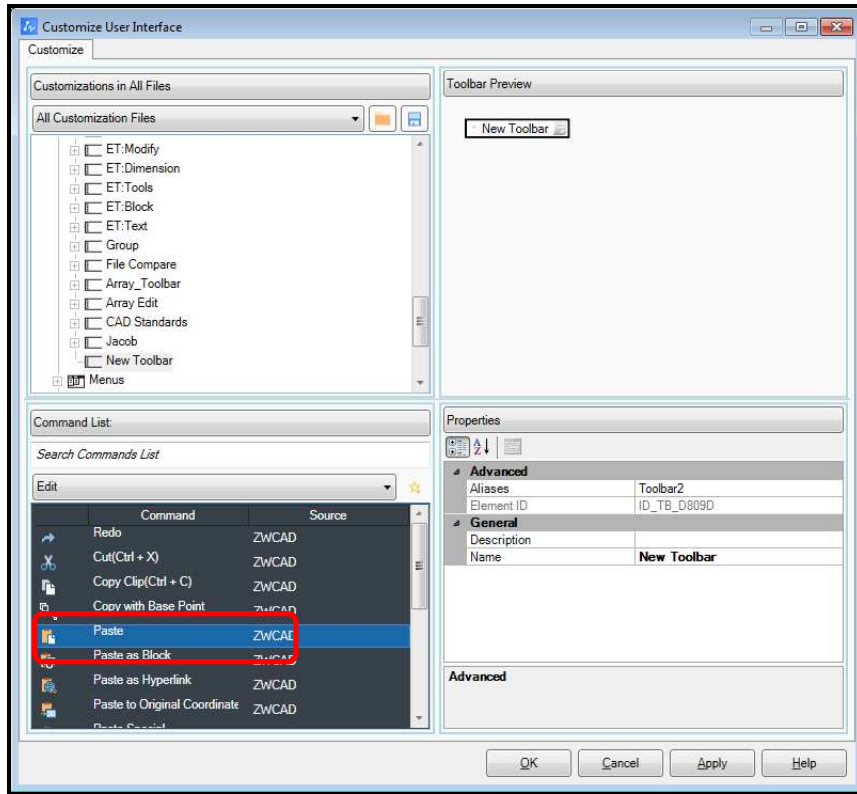 Customize User Interface
Customize
Customizations in All Files
All Customization Files
ET:Modify
ET:Dimension
ET:Tools
ET:Block
ET:Text
Group
File Compare
Array_Toolbar
Array Edit
CAD Standards
Jacob
New Toolbar
Menus
Toolbar Preview
New Toolbar
Command List:
Search Commands List
Edit
Command Source
Redo ZWCAD
Cut(Ctrl + X) ZWCAD
Copy Clip(Ctrl + C) ZWCAD
Copy with Base Point ZWCAD
Paste ZWCAD
Paste as Block ZWCAD
Paste as Hyperlink ZWCAD
Paste to Original Coordinate ZWCAD
Paste Special
Properties
Advanced
Aliases Toolbar2
Element ID ID_TB_D809D
General
Description
Name New Toolbar
Advanced
OK Cancel Apply Help